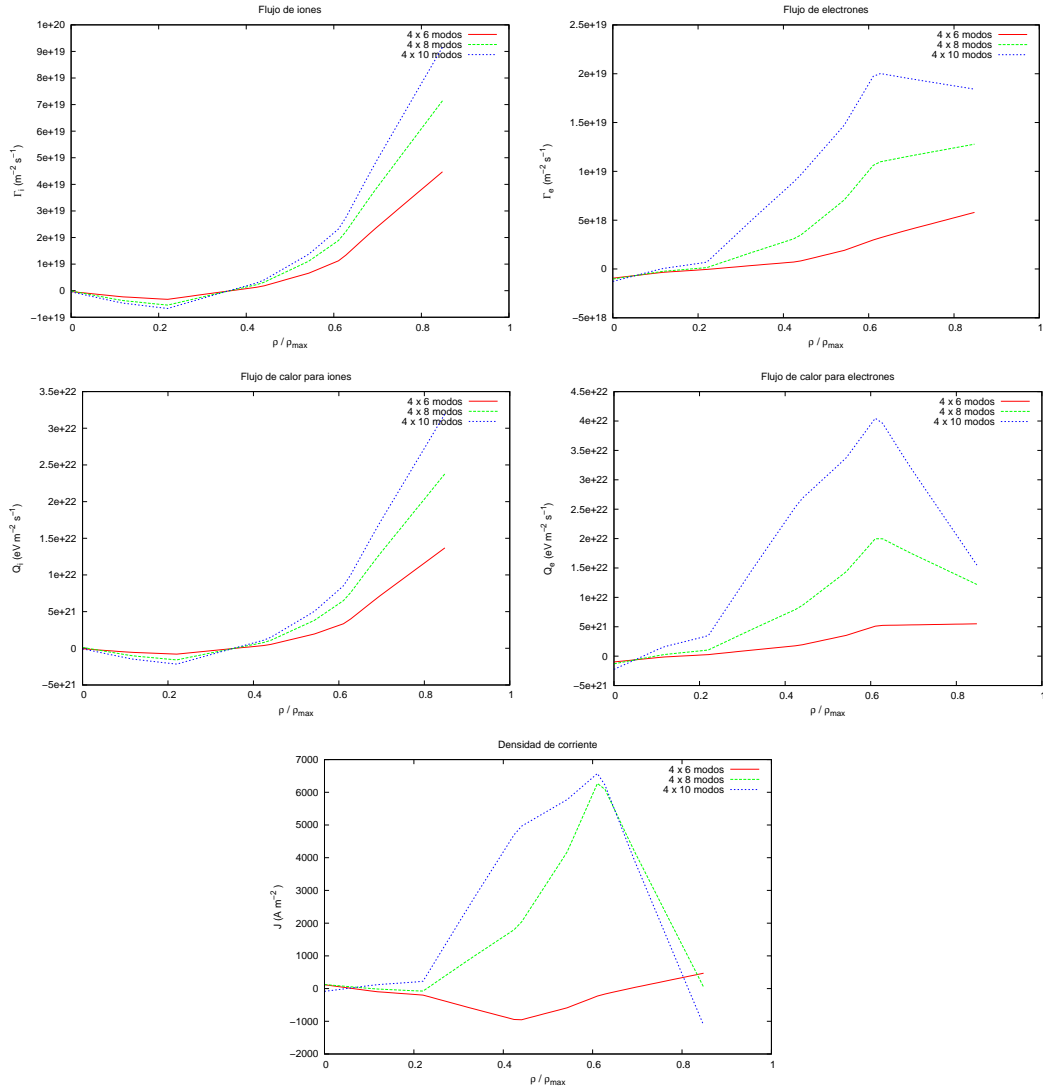 Flujo de iones
1e+20
9e+19
8e+19
7e+19
6e+19
5e+19
4e+19
3e+19
2e+19
1e+19
0
−1e+19
0 0.2 0.4 0.6 0.8 1
Γi (m−2 s−1)
ρ / ρmax
4 x 6 modos
4 x 8 modos
4 x 10 modos
Flujo de electrones
2.5e+19
2e+19
1.5e+19
1e+19
5e+18
0
−5e+18
0 0.2 0.4 0.6 0.8 1
Γe (m−2 s−1)
ρ / ρmax
4 x 6 modos
4 x 8 modos
4 x 10 modos
Flujo de calor para iones
3.5e+22
3e+22
2.5e+22
2e+22
1.5e+22
1e+22
5e+21
0
−5e+21
0 0.2 0.4 0.6 0.8 1
Qi (eV m−2 s−1)
ρ / ρmax
4 x 6 modos
4 x 8 modos
4 x 10 modos
Flujo de calor para electrones
4.5e+22
4e+22
3.5e+22
3e+22
2.5e+22
2e+22
1.5e+22
1e+22
5e+21
0
−5e+21
0 0.2 0.4 0.6 0.8 1
Qe (eV m−2 s−1)
ρ / ρmax
4 x 6 modos
4 x 8 modos
4 x 10 modos
Densidad de corriente
7000
6000
5000
4000
3000
2000
1000
0
−1000
−2000
0 0.2 0.4 0.6 0.8 1
J (A m−2 )
ρ / ρmax
4 x 6 modos
4 x 8 modos
4 x 10 modos